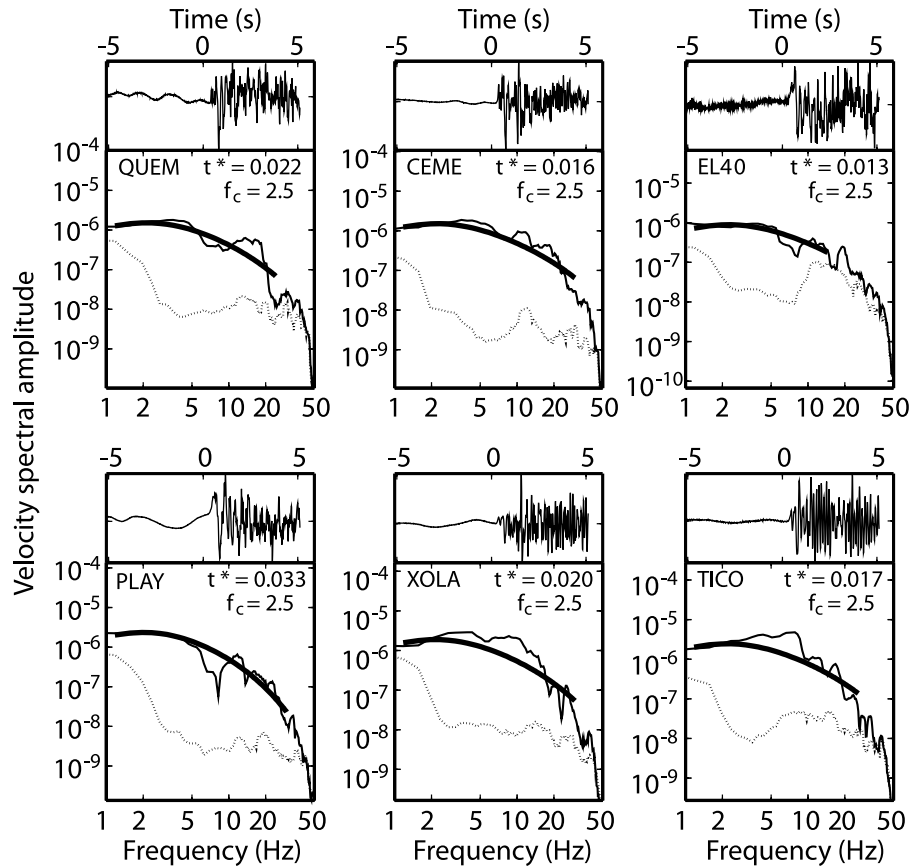 Time (s)
Time (s)
Time (s)
-5 0 5
-5 0 5
-5 0 5
Velocity spectral amplitude
10⁻⁴
10⁻⁵
10⁻⁶
10⁻⁷
10⁻⁸
10⁻⁹
QUEM t* = 0.022
f_c = 2.5
1 2 5 10 20 50
10⁻⁴
10⁻⁵
10⁻⁶
10⁻⁷
10⁻⁸
10⁻⁹
CEME t* = 0.016
f_c = 2.5
1 2 5 10 20 50
10⁻⁵
10⁻⁶
10⁻⁷
10⁻⁸
10⁻⁹
10⁻¹⁰
EL40 t* = 0.013
f_c = 2.5
1 2 5 10 20 50
-5 0 5
-5 0 5
-5 0 5
10⁻⁴
10⁻⁵
10⁻⁶
10⁻⁷
10⁻⁸
10⁻⁹
PLAY t* = 0.033
f_c = 2.5
1 2 5 10 20 50
10⁻⁴
10⁻⁵
10⁻⁶
10⁻⁷
10⁻⁸
10⁻⁹
XOLA t* = 0.020
f_c = 2.5
1 2 5 10 20 50
10⁻⁴
10⁻⁵
10⁻⁶
10⁻⁷
10⁻⁸
10⁻⁹
TICO t* = 0.017
f_c = 2.5
1 2 5 10 20 50
Frequency (Hz)
Frequency (Hz)
Frequency (Hz)